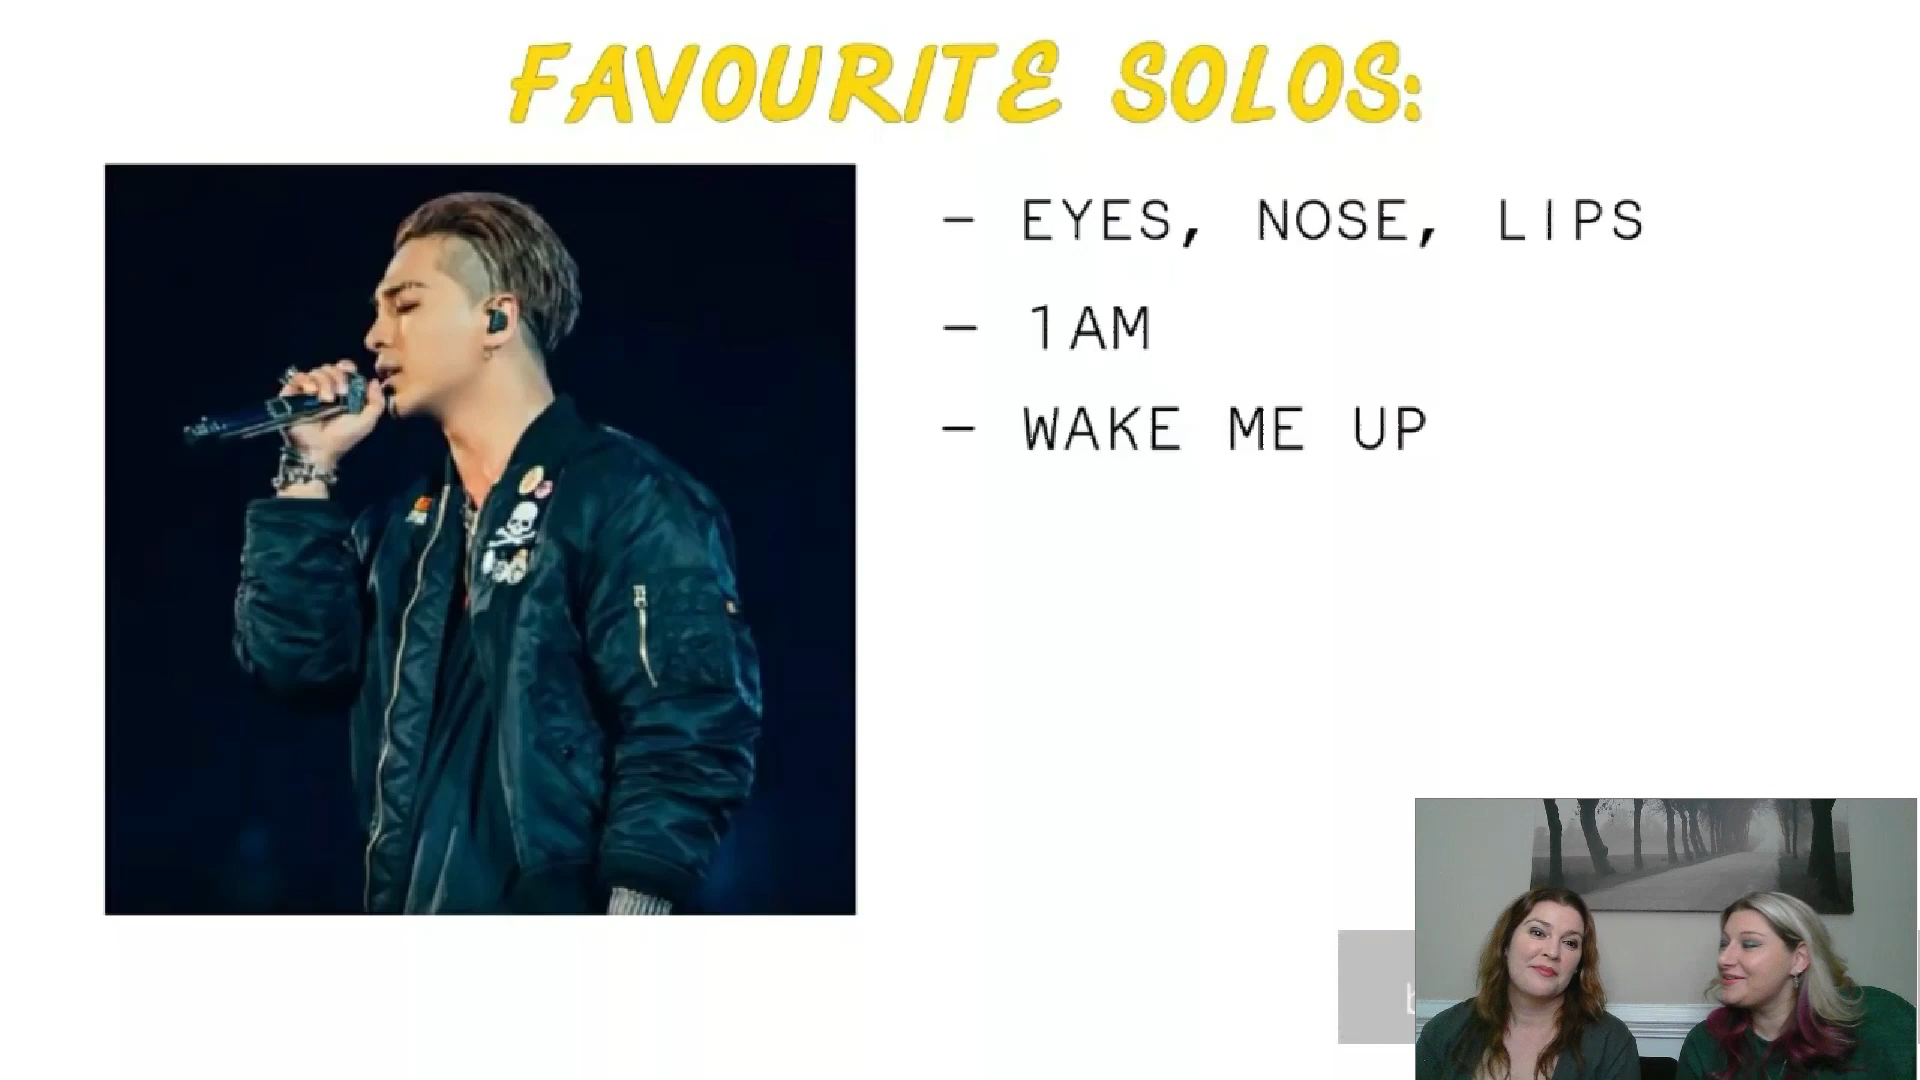 FAVOURITE SOLOS:
- EYES, NOSE, LIPS
- 1AM
- WAKE ME UP